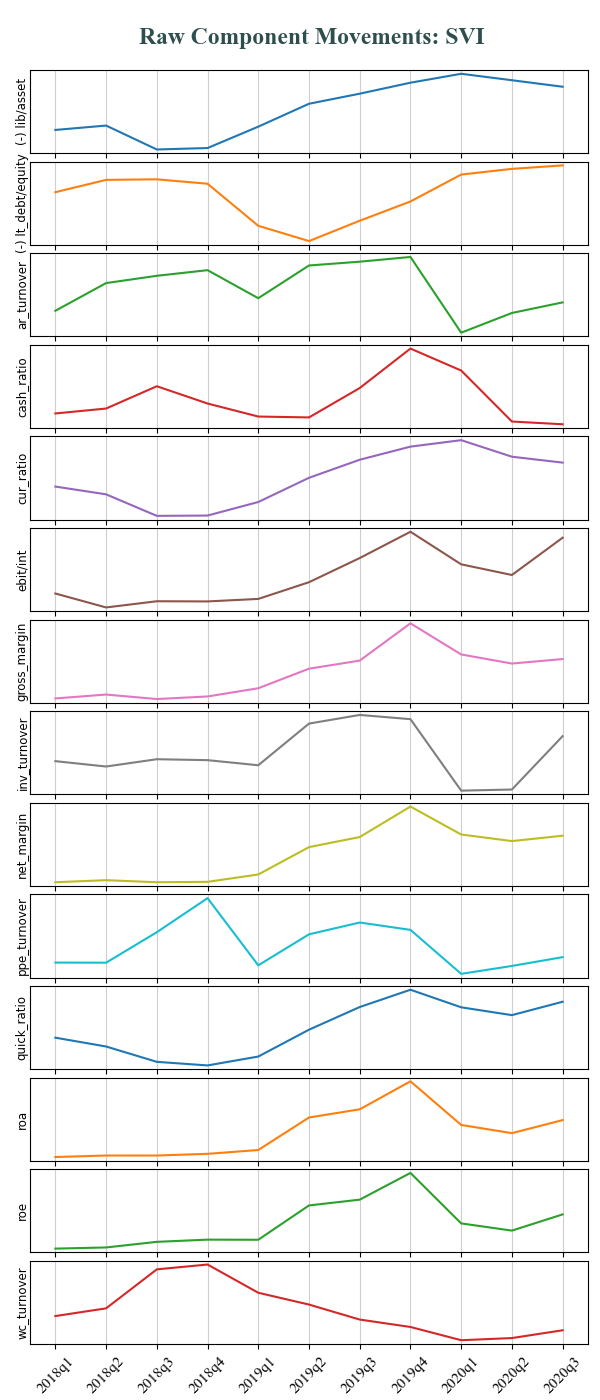 Raw Component Movements: SVI
(-) lib/asset
(-) lt_debt/equity
ar_turnover
cash_ratio
cur_ratio
ebit/int
gross_margin
inv_turnover
net_margin
ppe_turnover
quick_ratio
roa
roe
wc_turnover
2018q1 2018q2 2018q3 2018q4 2019q1 2019q2 2019q3 2019q4 2020q1 2020q2 2020q3